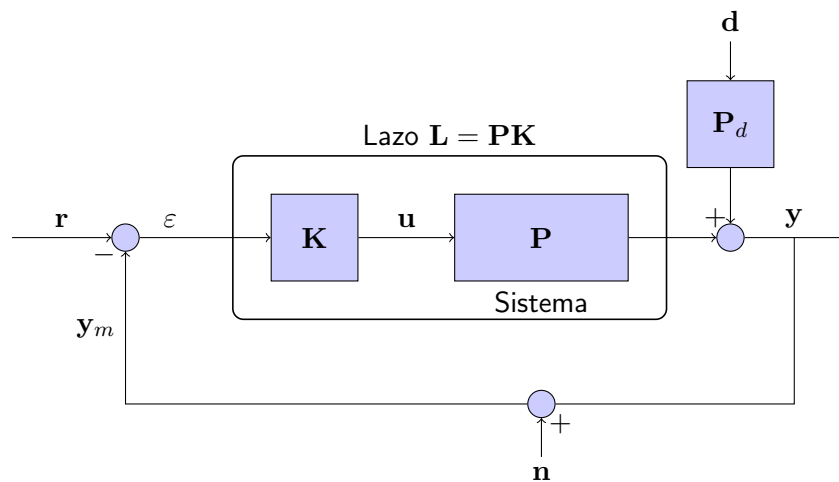 d
P_d
Lazo L = PK
r
ε
K
u
P
+
y
−
Sistema
y_m
+
n